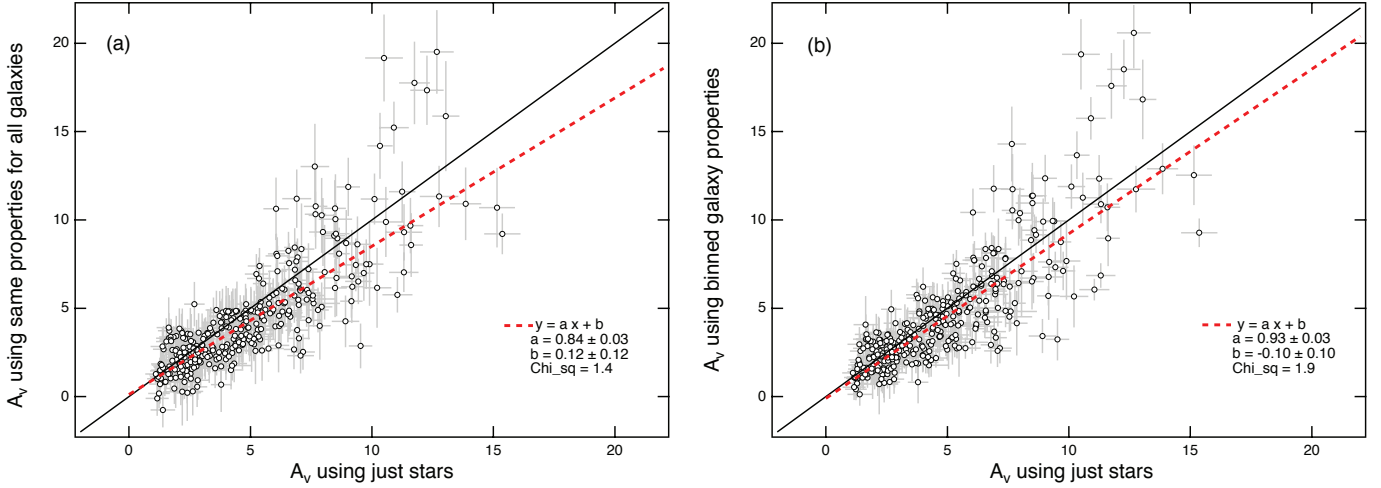 (a)
A_v using same properties for all galaxies
20
15
10
5
0
y = a x + b
a = 0.84 ± 0.03
b = 0.12 ± 0.12
Chi_sq = 1.4
0 5 10 15 20
A_v using just stars
(b)
A_v using binned galaxy properties
20
15
10
5
0
y = a x + b
a = 0.93 ± 0.03
b = -0.10 ± 0.10
Chi_sq = 1.9
0 5 10 15 20
A_v using just stars